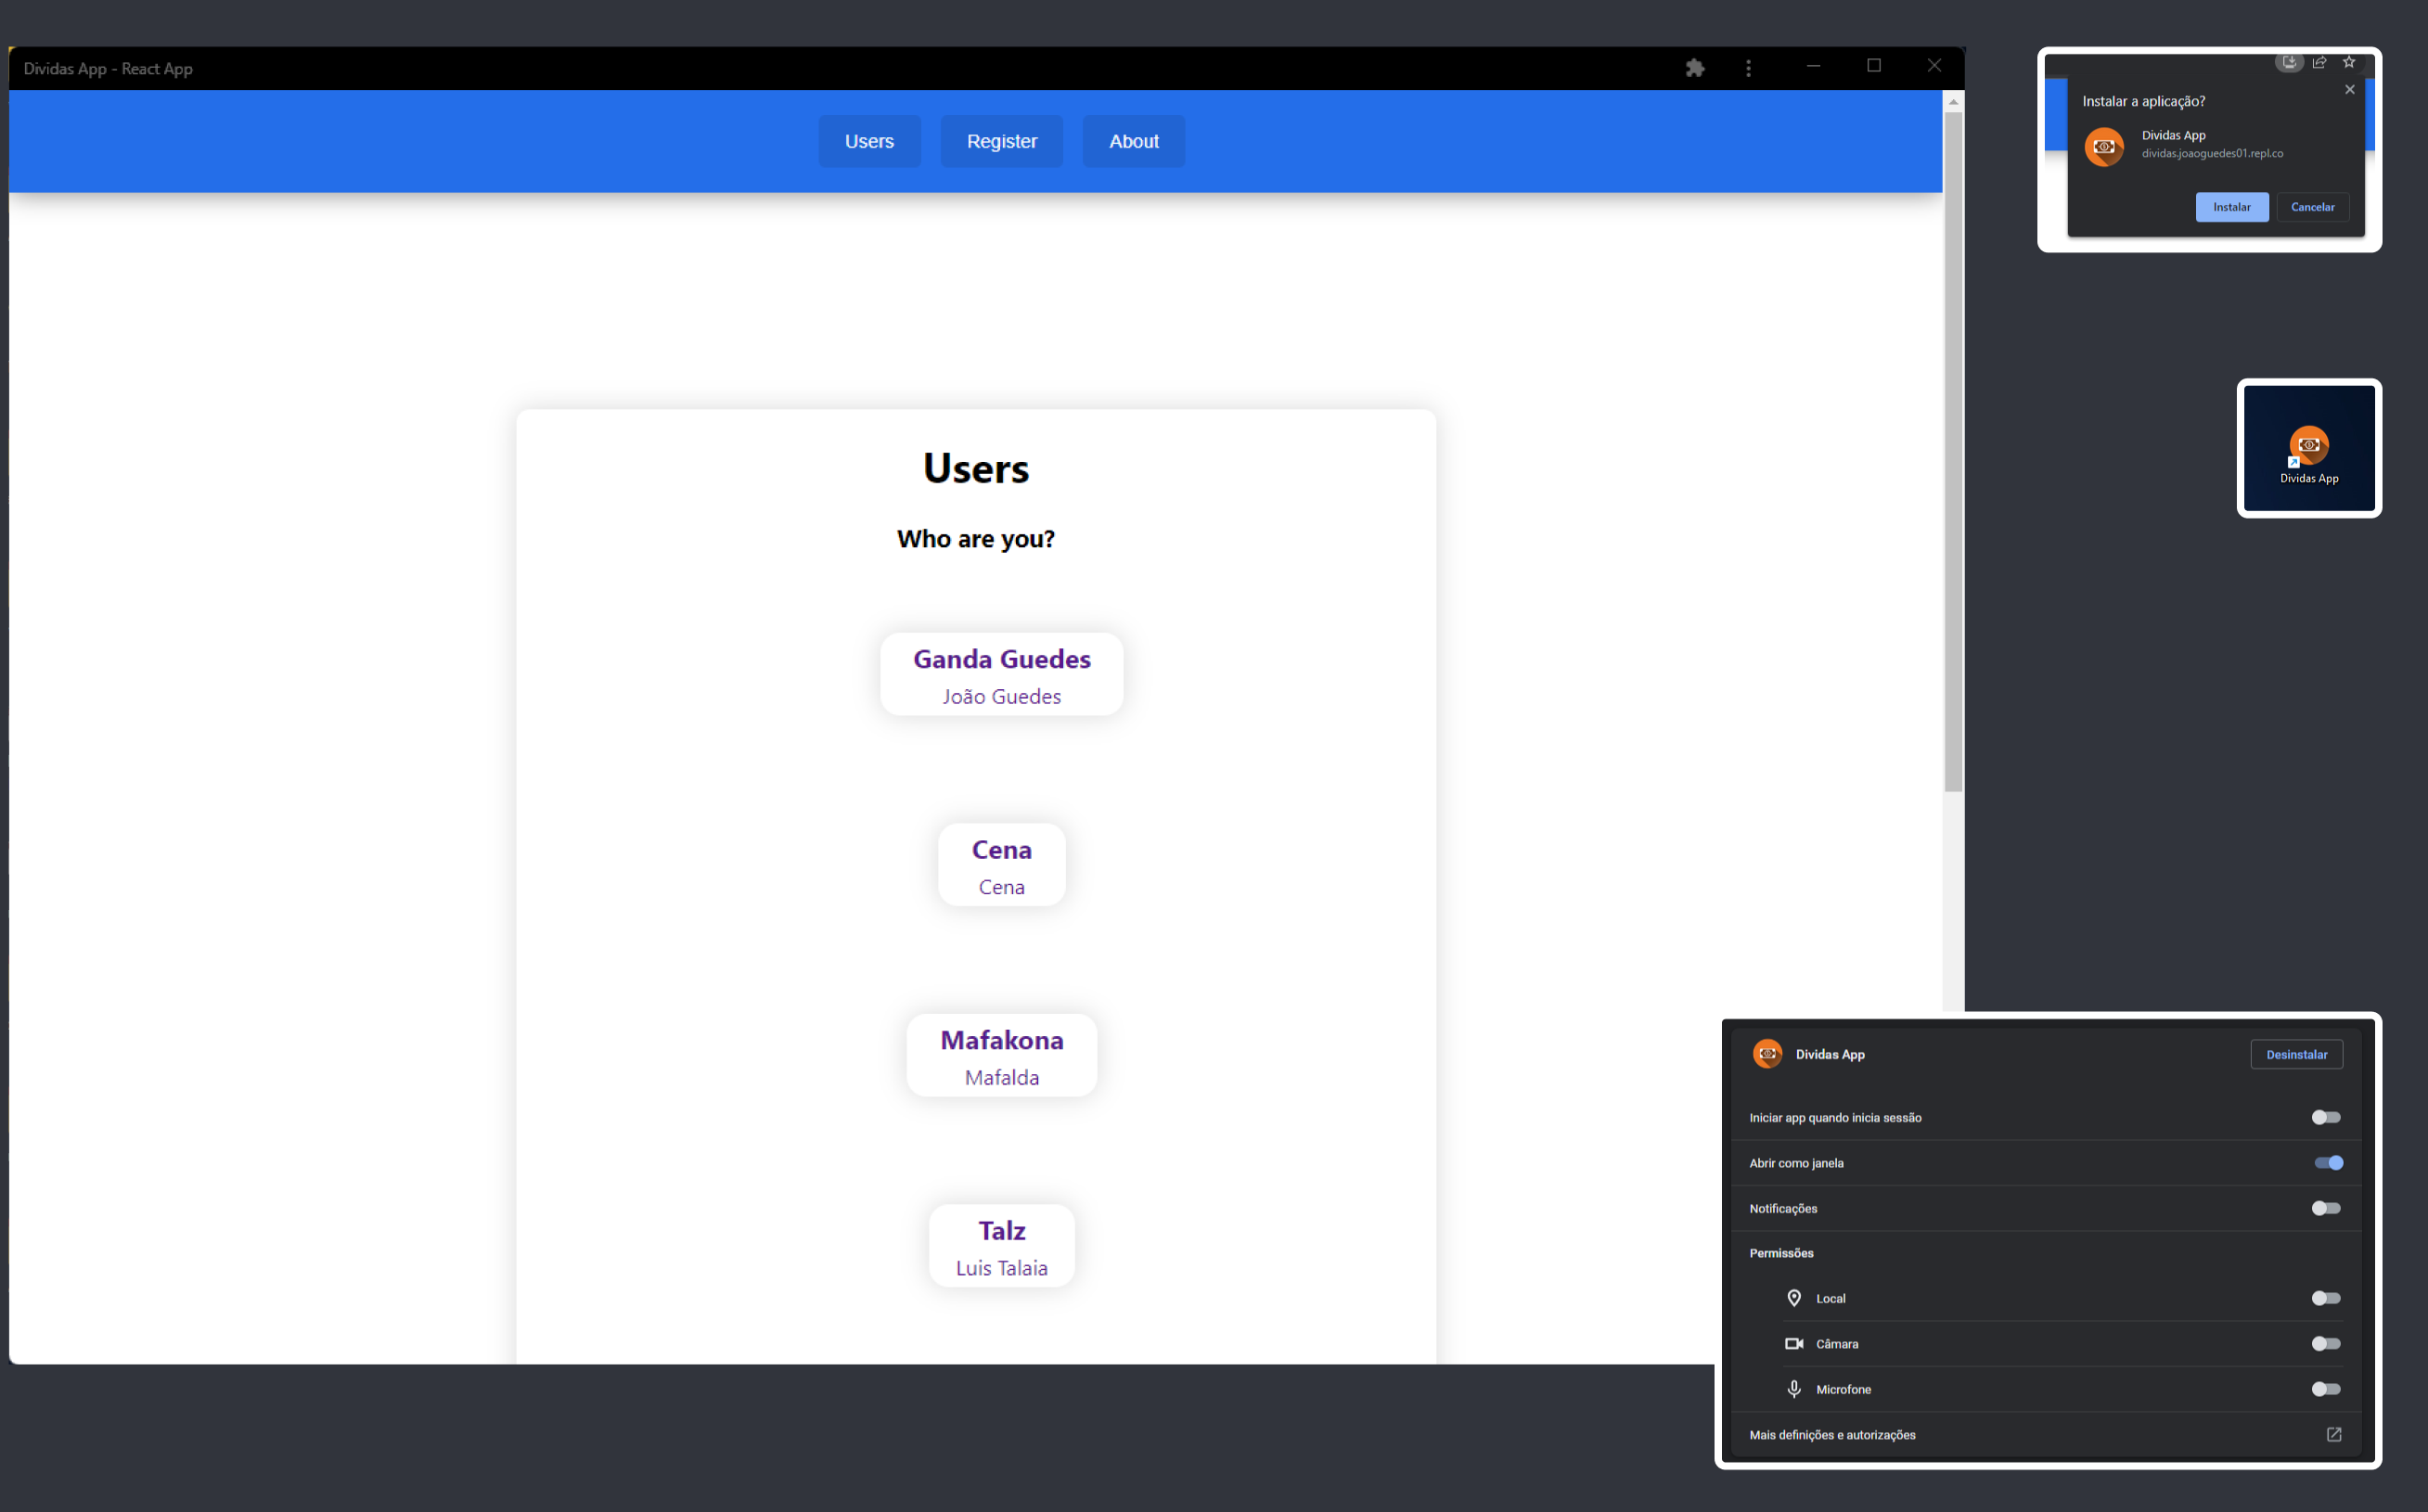 Dividas App - React App
Users
Register
About
Users
Who are you?
Ganda Guedes
João Guedes
Cena
Cena
Mafakona
Mafalda
Talz
Luis Talaia
Instalar a aplicação?
Dividas App
dividas.joaoguedes01.repl.co
Instalar
Cancelar
Dividas App
Dividas App
Desinstalar
Iniciar app quando inicia sessão
Abrir como janela
Notificações
Permissões
Local
Câmara
Microfone
Mais definições e autorizações